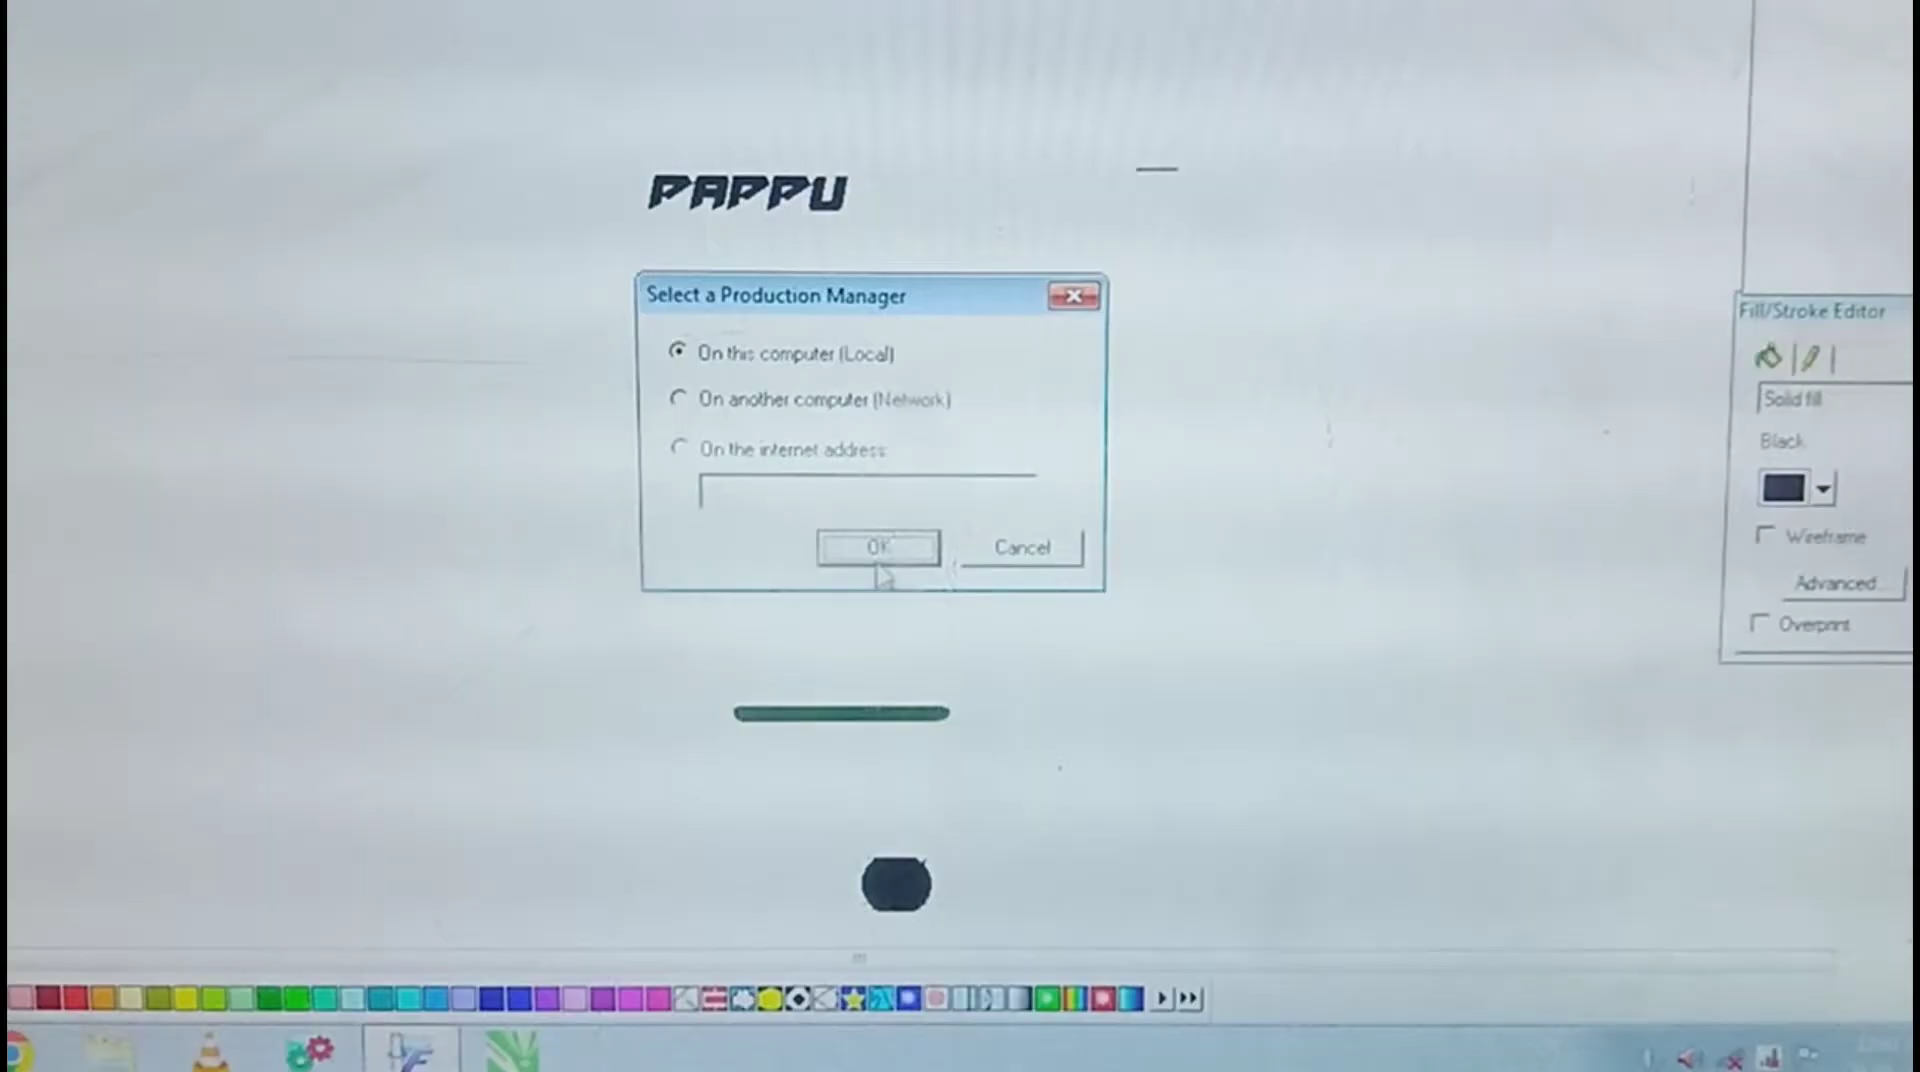 PAPPU
Select a Production Manager
On this computer (Local)
On another computer (Network)
On the internet address:
OK
Cancel
Fill/Stroke Editor
Solid fill
Black
Wireframe
Advanced...
Overprint